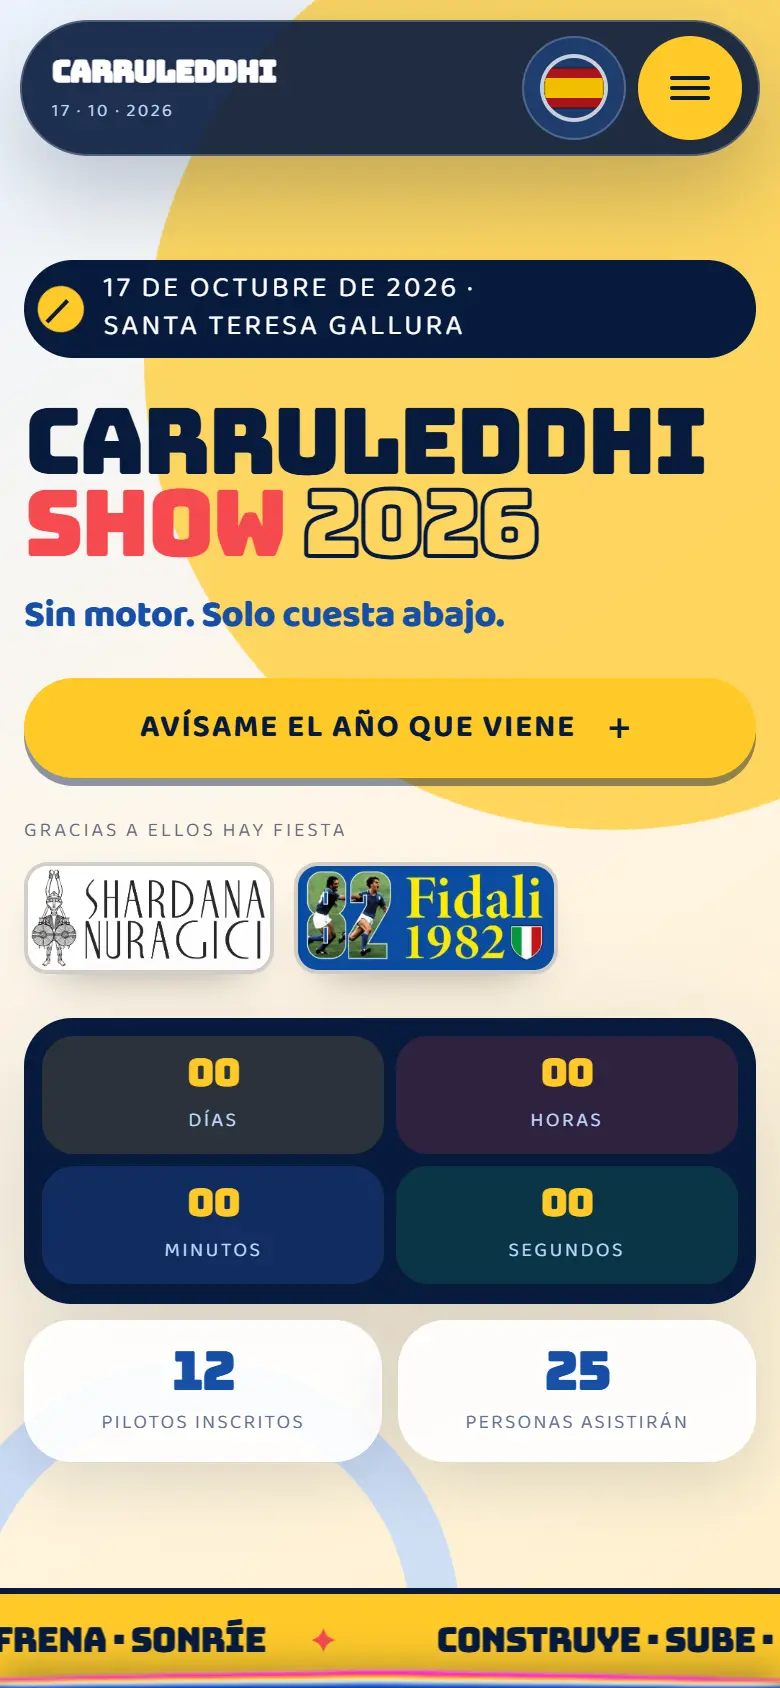 CARRULEDDHI
17 · 10 · 2026
17 DE OCTUBRE DE 2026 ·
SANTA TERESA GALLURA
CARRULEDDHI
SHOW 2026
Sin motor. Solo cuesta abajo.
AVÍSAME EL AÑO QUE VIENE +
GRACIAS A ELLOS HAY FIESTA
SHARDANA
NURAGICI
82
Fidali
1982
00
DÍAS
00
HORAS
00
MINUTOS
00
SEGUNDOS
12
PILOTOS INSCRITOS
25
PERSONAS ASISTIRÁN
FRENA · SONRÍE ✦ CONSTRUYE · SUBE ·